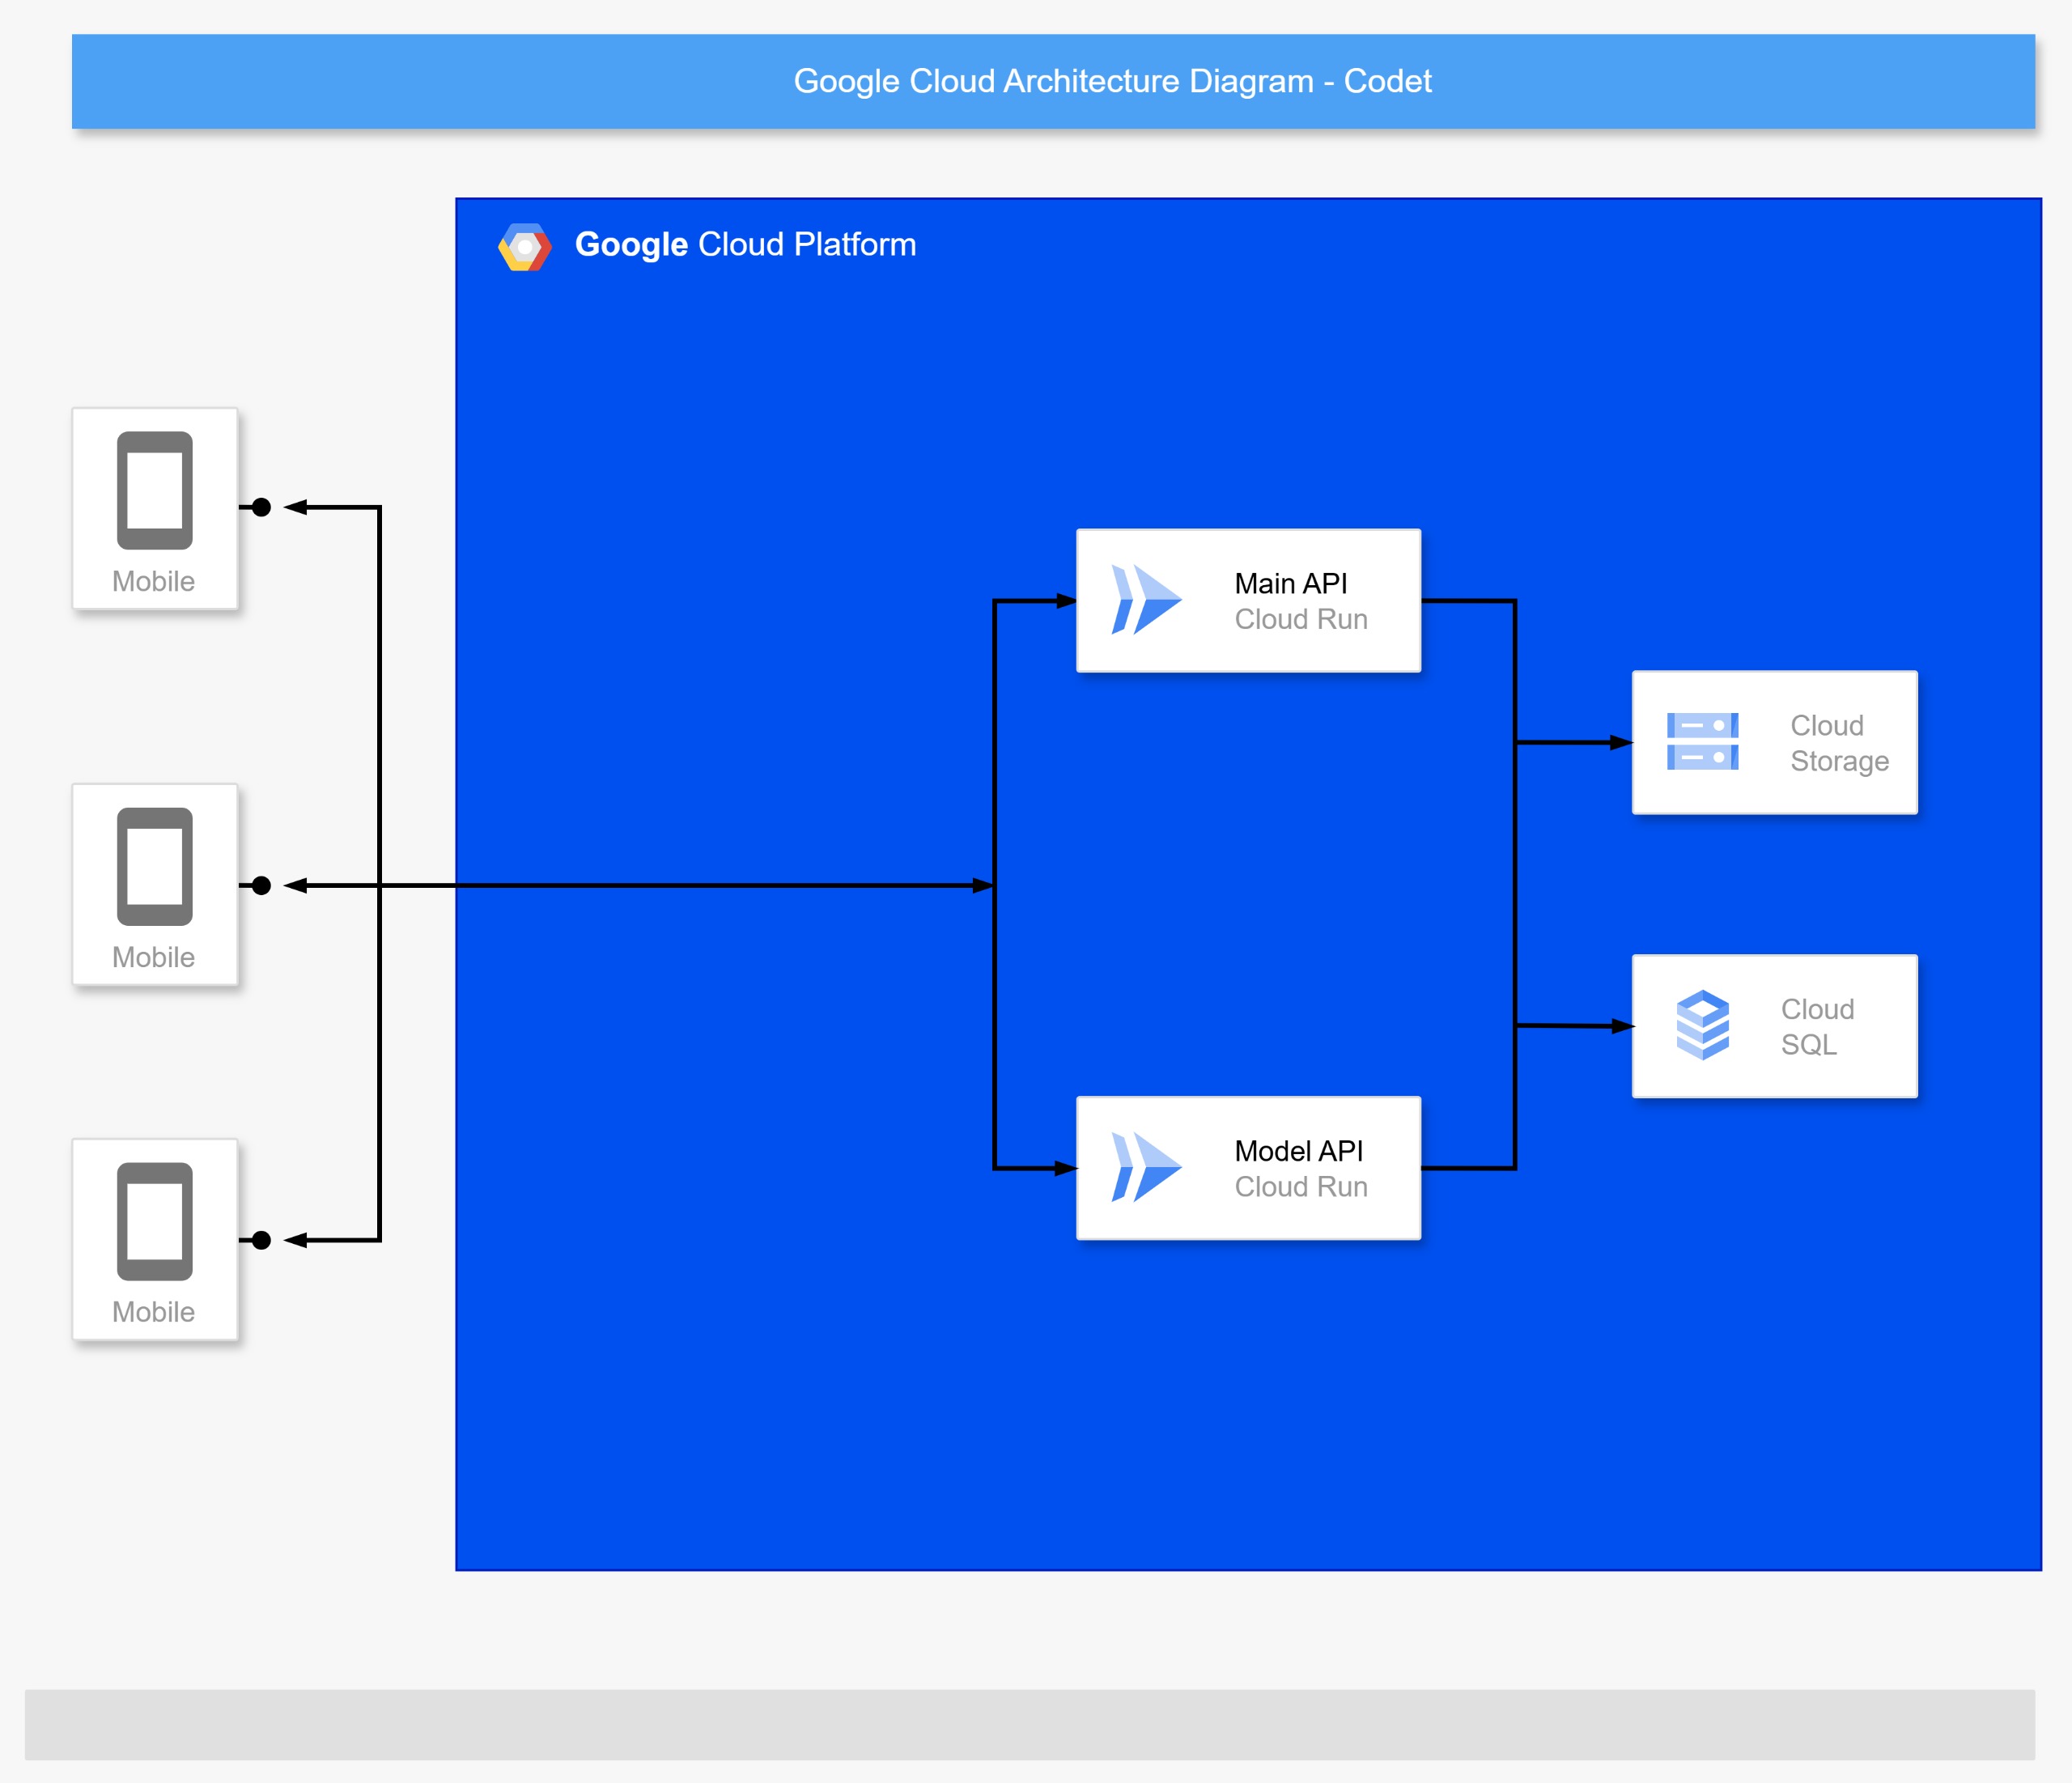 Google Cloud Architecture Diagram - Codet
Google Cloud Platform
Mobile
Main API
Cloud Run
Cloud
Storage
Mobile
Cloud
SQL
Model API
Cloud Run
Mobile